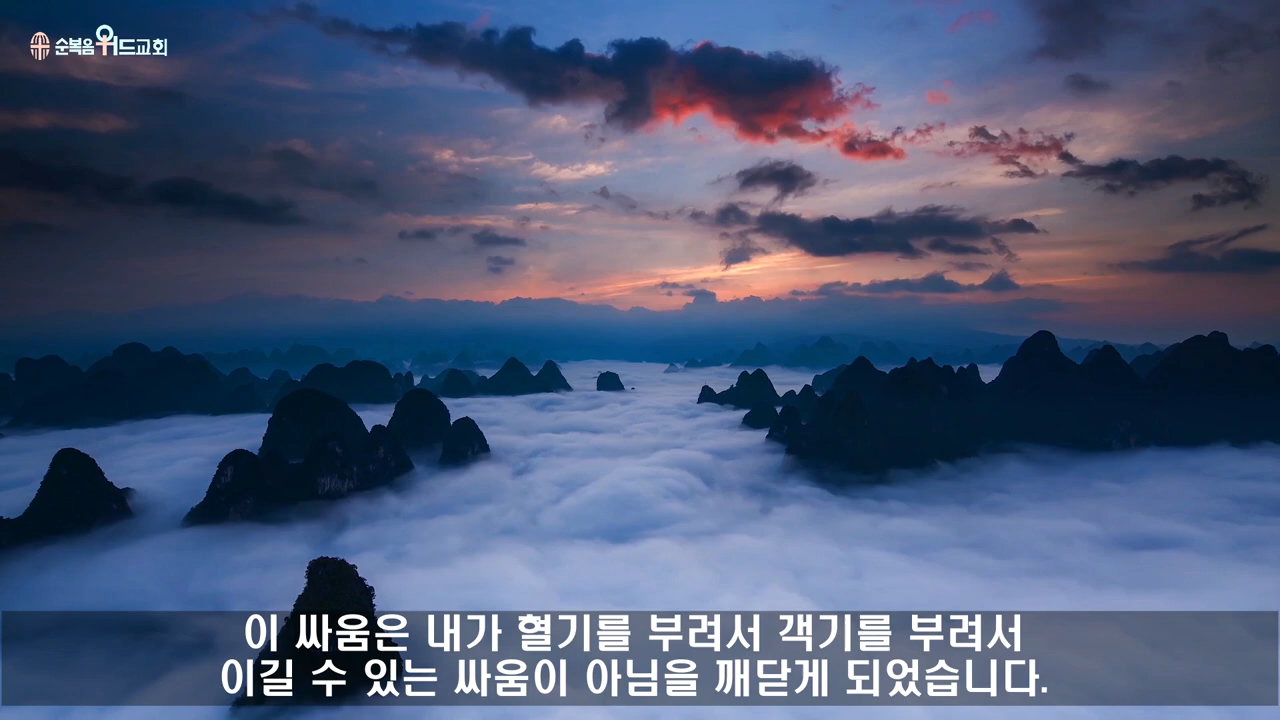 순복음위드교회
이 싸움은 내가 혈기를 부려서 객기를 부려서
이길 수 있는 싸움이 아님을 깨닫게 되었습니다.